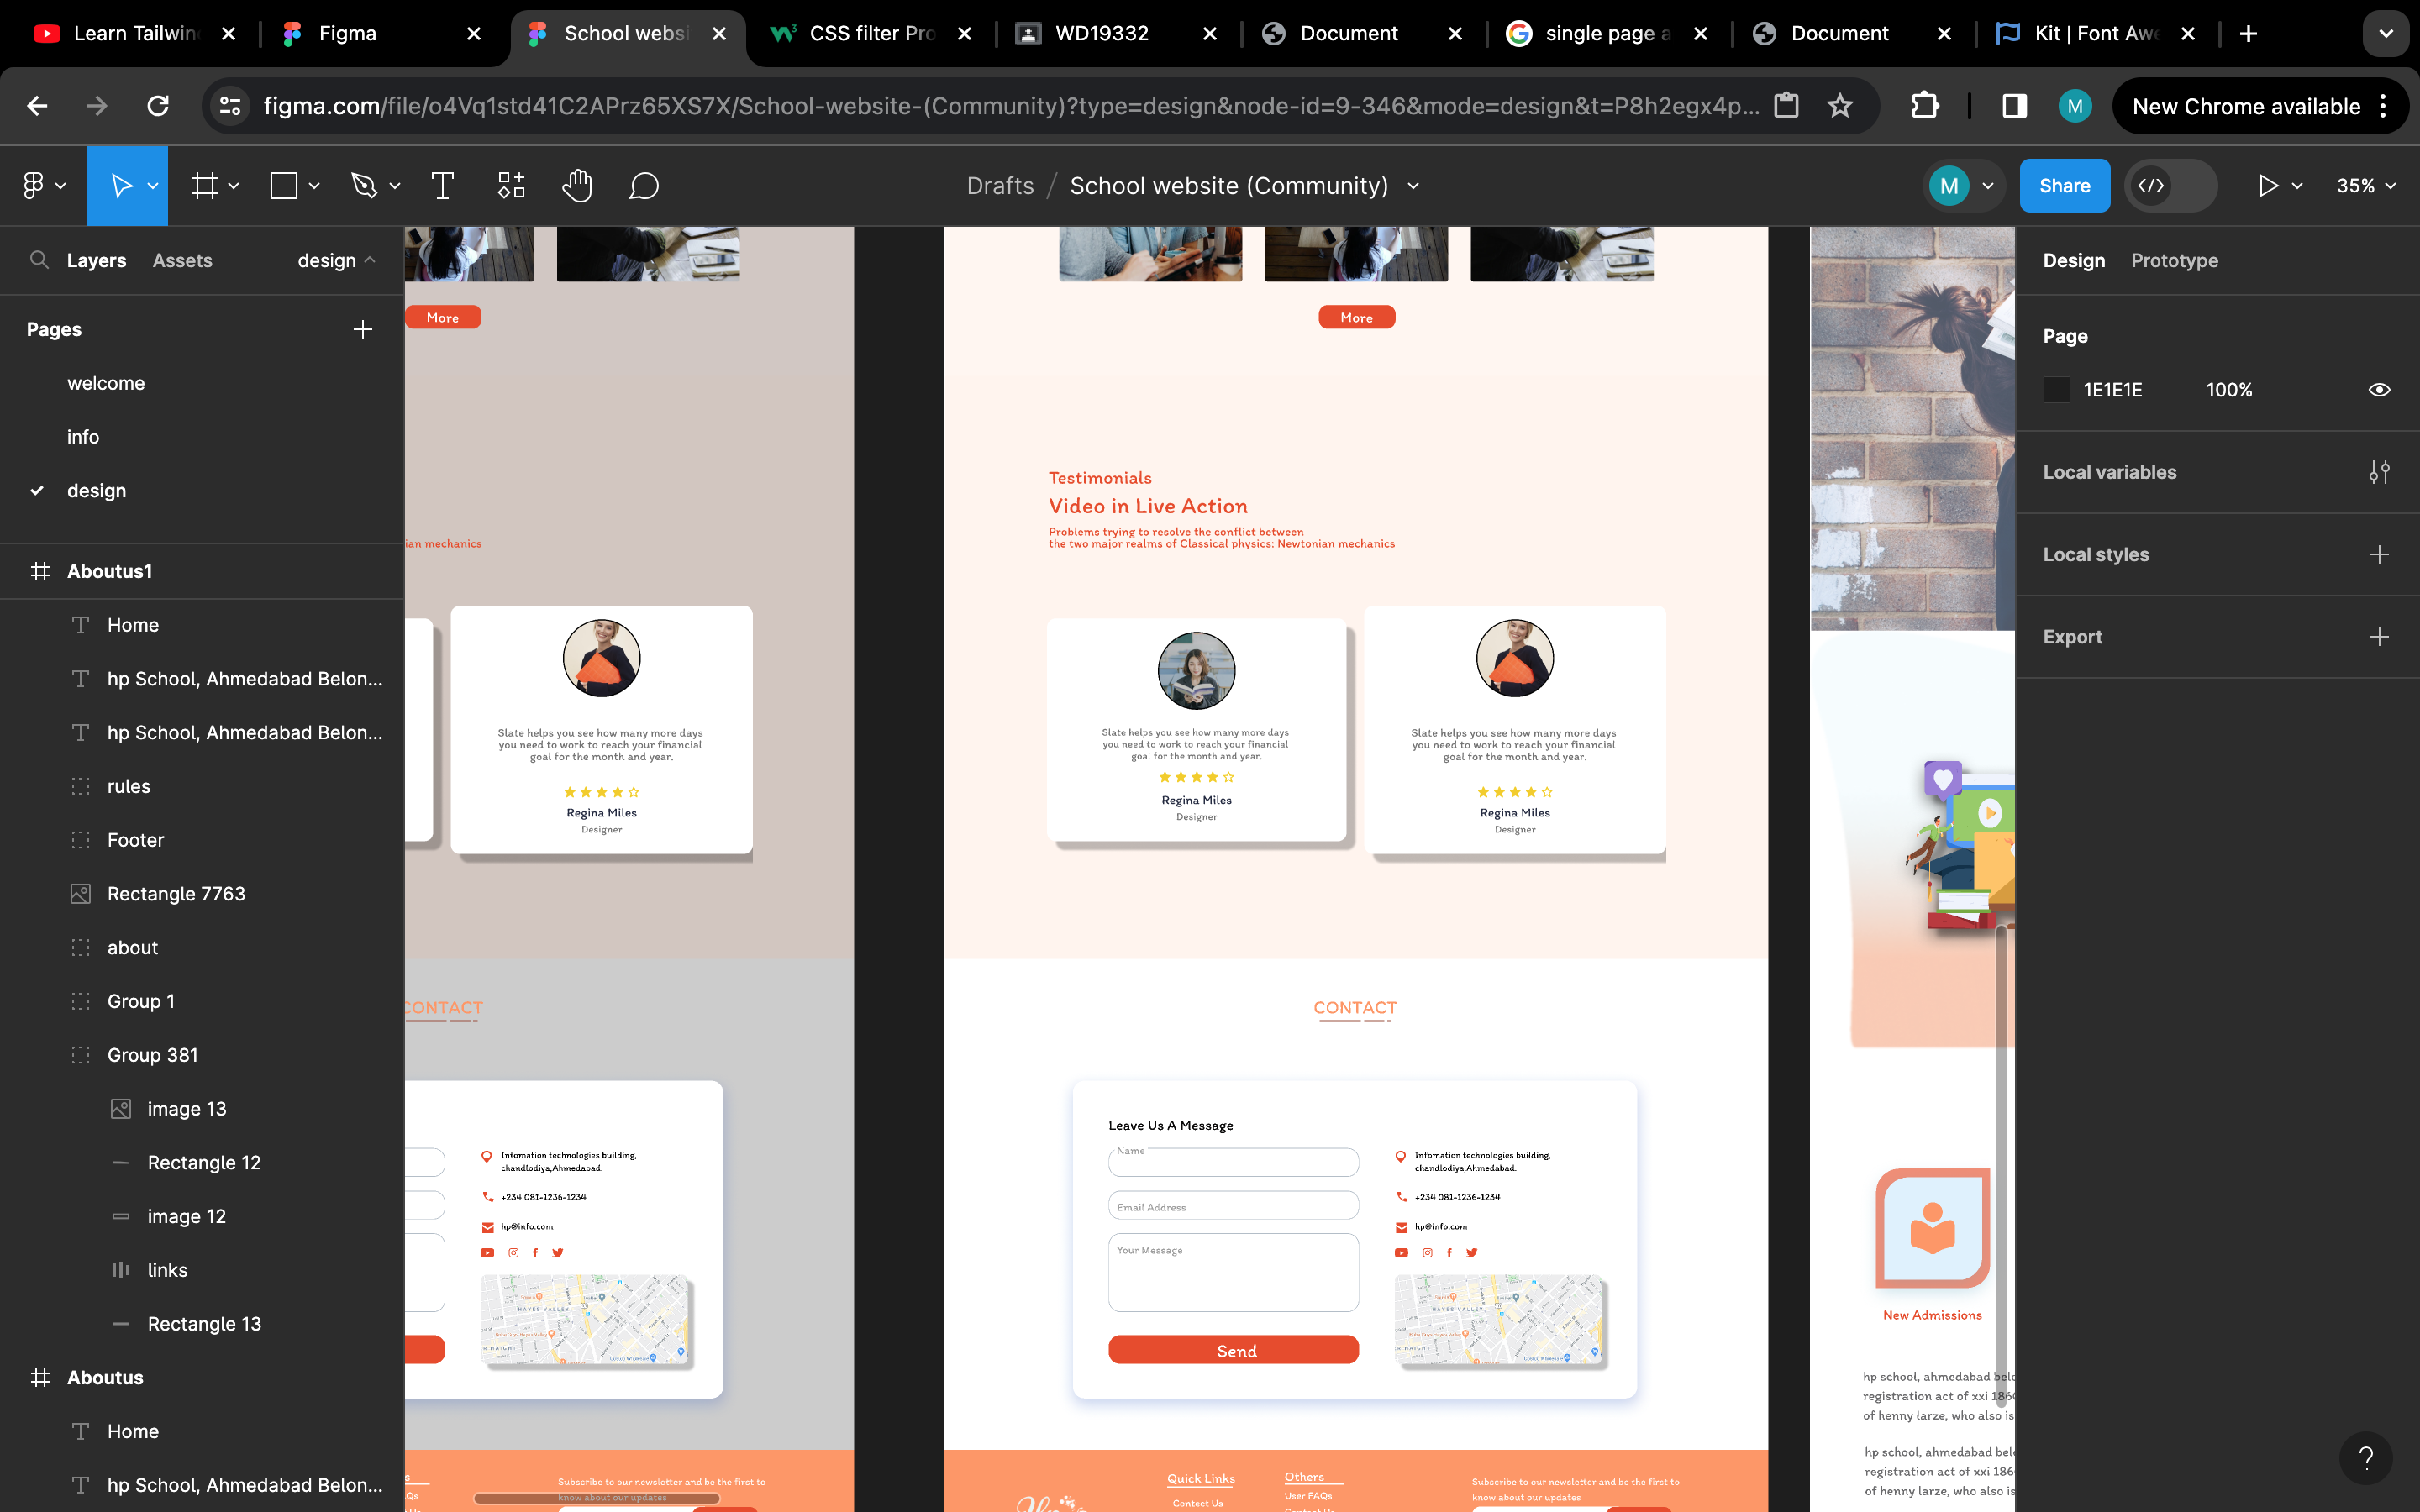 Learn Tailwin
Figma
School websi
CSS filter Pro
WD19332
Document
single page a
Document
Kit | Font Awe
figma.com/file/o4Vq1std41C2APrz65XS7X/School-website-(Community)?type=design&node-id=9-346&mode=design&t=P8h2egx4p...
M
New Chrome available
Drafts / School website (Community)
M
Share
35%
Layers
Assets
design
Pages
welcome
info
design
Aboutus1
Home
hp School, Ahmedabad Belon...
hp School, Ahmedabad Belon...
rules
Footer
Rectangle 7763
about
Group 1
Group 381
image 13
Rectangle 12
image 12
links
Rectangle 13
Aboutus
Home
hp School, Ahmedabad Belon...
More
ian mechanics
Slate helps you see how many more days
you need to work to reach your financial
goal for the month and year.
Regina Miles
Designer
CONTACT
Infomation technologies building,
chandlodiya,Ahmedabad.
+234 081-1236-1234
hp@info.com
HAYES VALLEY
Subscribe to our newsletter and be the first to
know about our updates
More
Testimonials
Video in Live Action
Problems trying to resolve the conflict between
the two major realms of Classical physics: Newtonian mechanics
Slate helps you see how many more days
you need to work to reach your financial
goal for the month and year.
Regina Miles
Designer
Slate helps you see how many more days
you need to work to reach your financial
goal for the month and year.
Regina Miles
Designer
CONTACT
Leave Us A Message
Name
Email Address
Your Message
Send
Infomation technologies building,
chandlodiya,Ahmedabad.
+234 081-1236-1234
hp@info.com
HAYES VALLEY
Quick Links
Contact Us
Others
User FAQs
Subscribe to our newsletter and be the first to
know about our updates
New Admissions
hp school, ahmedabad belo
registration act of xxi 186
of henny larze, who also is
hp school, ahmedabad bel
registration act of xxi 186
of henny larze, who also is
Design
Prototype
Page
1E1E1E
100%
Local variables
Local styles
Export
?